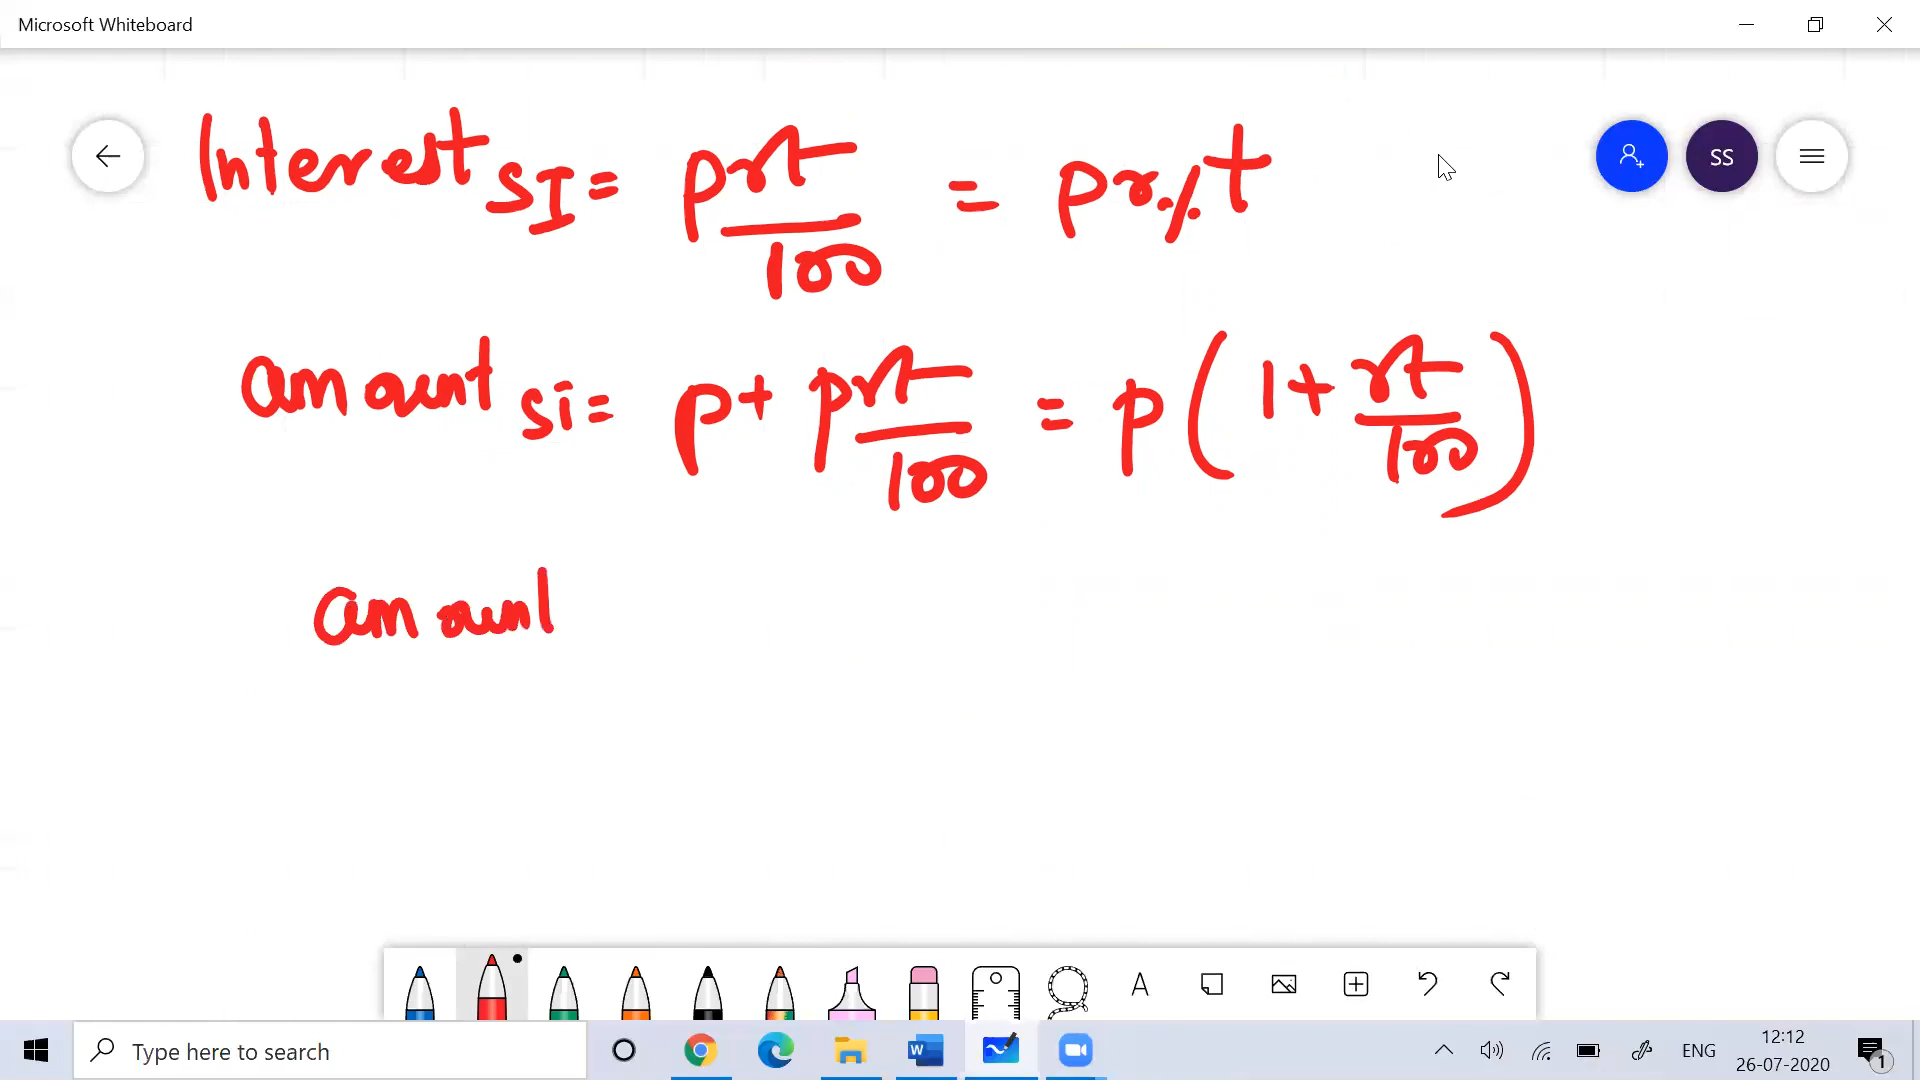 Microsoft Whiteboard
SS
Interest SI = prt/100 = pr%t
amount si = p + prt/100 = p(1 + rt/100)
amount
A
Type here to search
W
ENG
12:12
26-07-2020
1